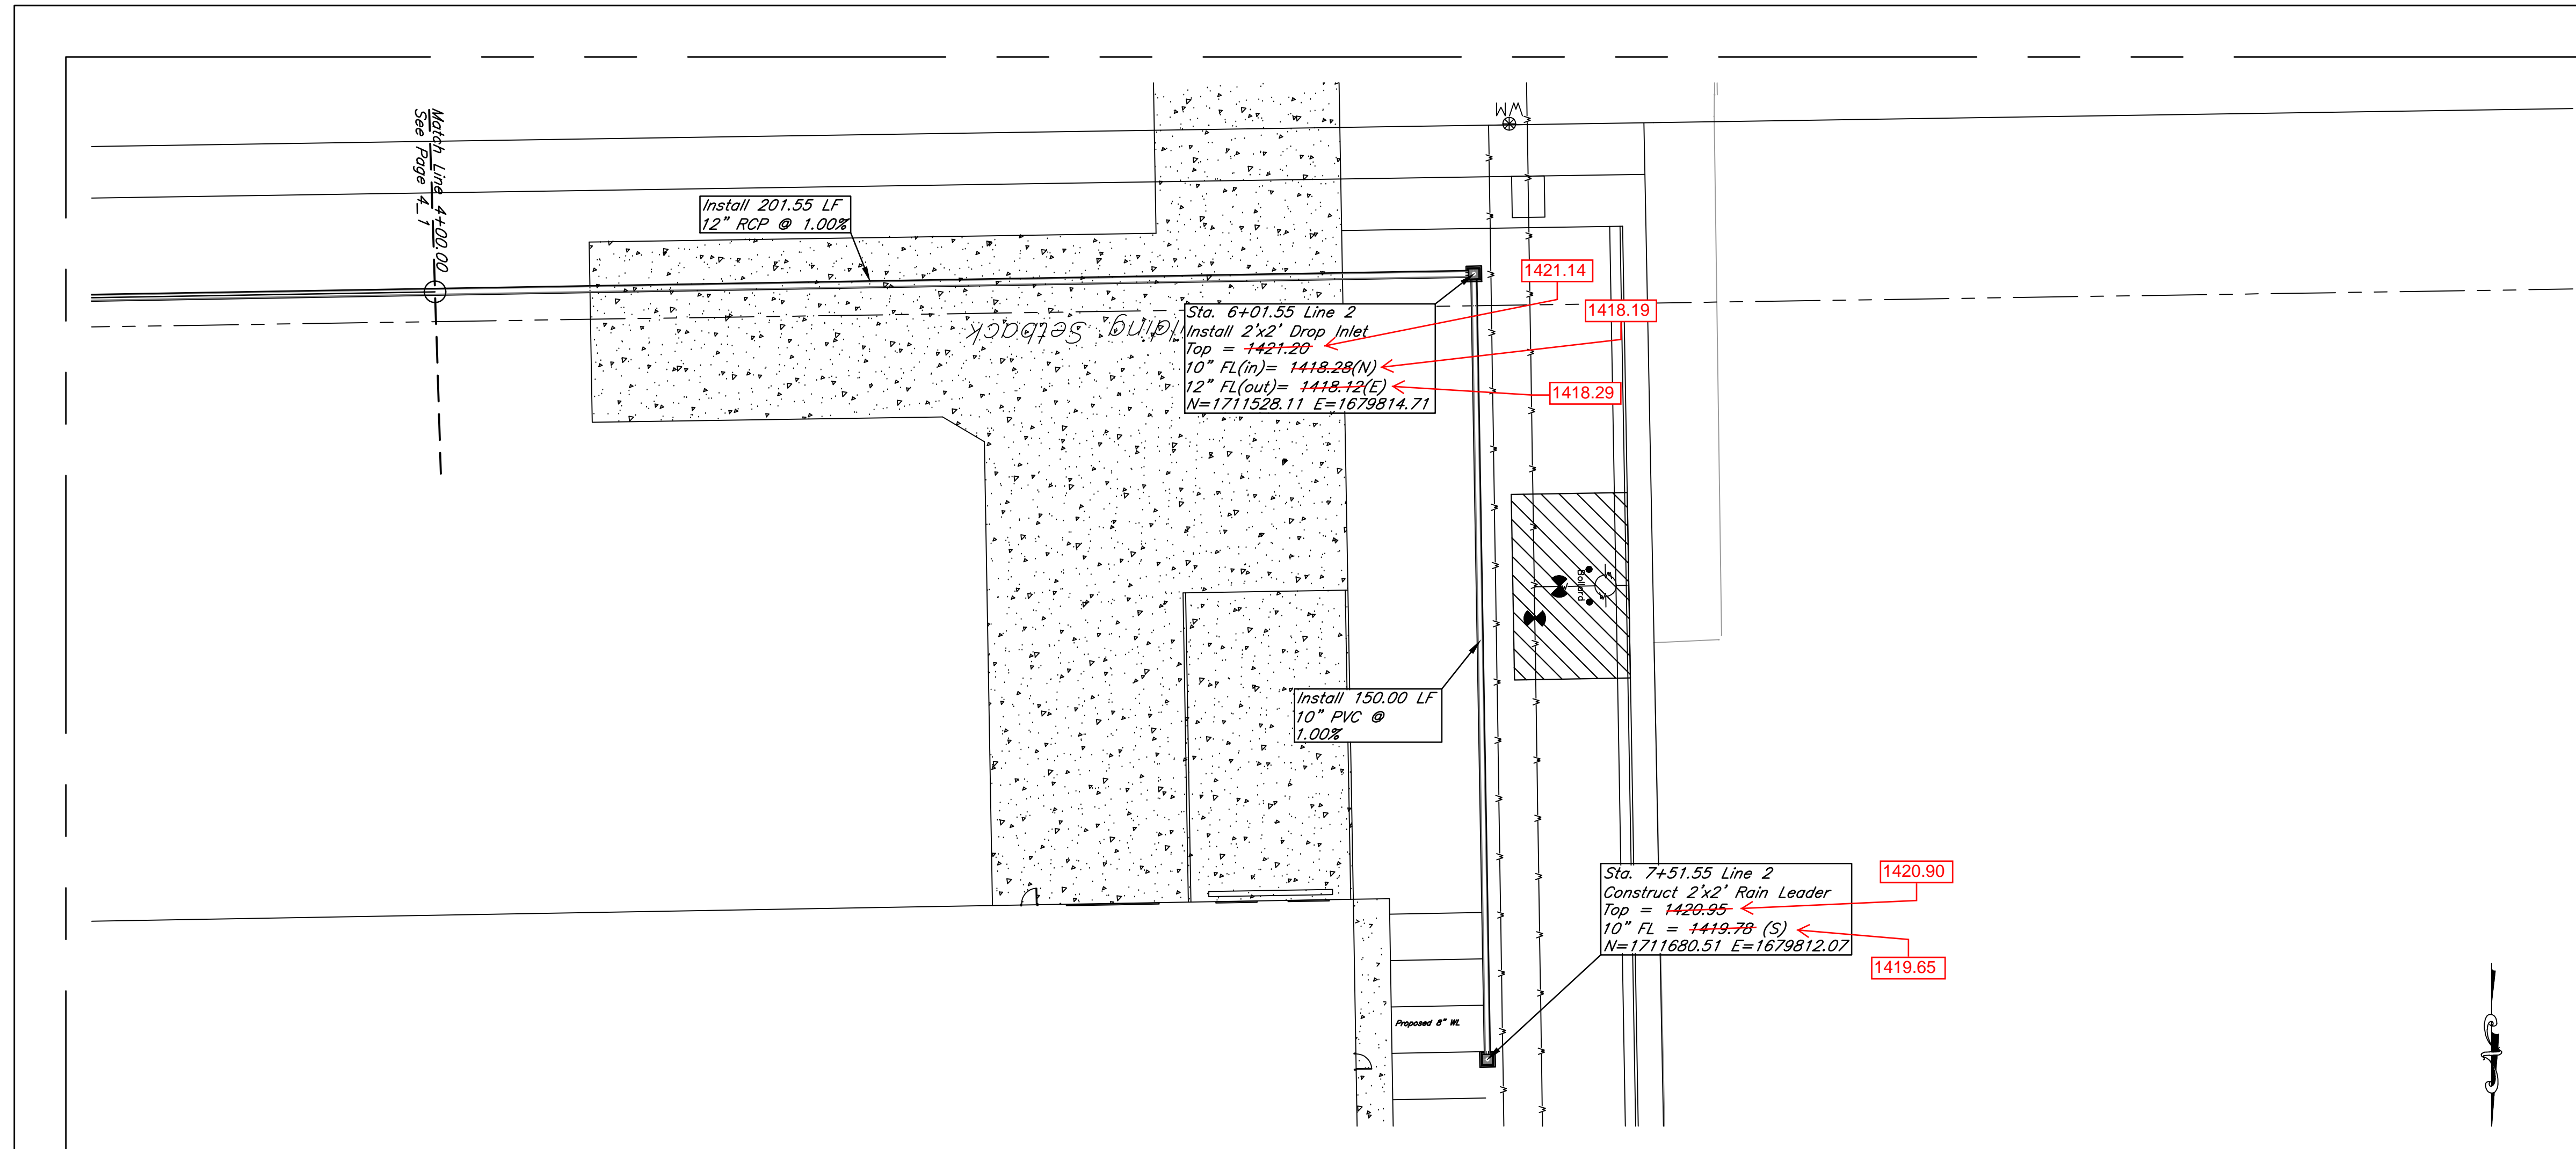 Match Line 4+00.00
See Page 4_1
WM
Install 201.55 LF
12" RCP @ 1.00%
1421.14
1418.19
1418.29
Sta. 6+01.55 Line 2
Install 2'x2' Drop Inlet
Top = 1421.20
10" FL(in)= 1418.28(N)
12" FL(out)= 1418.12(E)
N=1711528.11 E=1679814.71
ilding Setback
Bollard
Install 150.00 LF
10" PVC @
1.00%
Sta. 7+51.55 Line 2
Construct 2'x2' Rain Leader
Top = 1420.95
10" FL = 1419.78 (S)
N=1711680.51 E=1679812.07
1420.90
1419.65
Proposed 8" WL